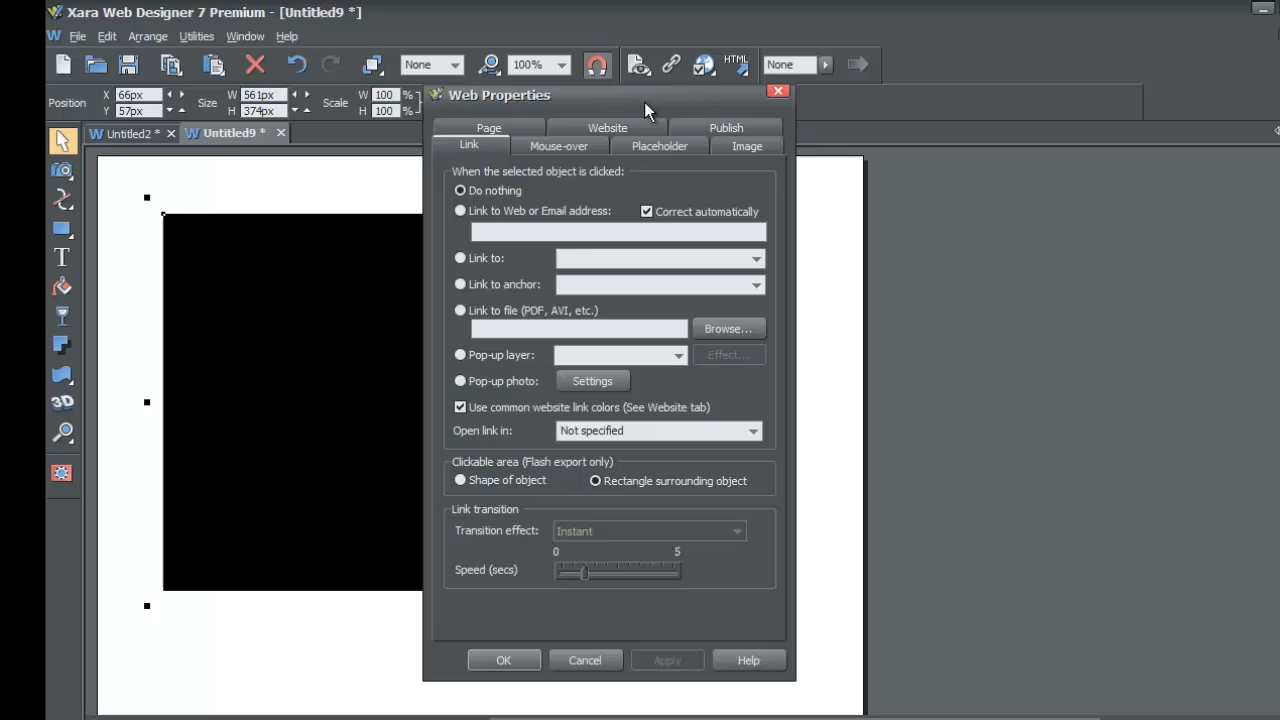 Xara Web Designer 7 Premium - [Untitled9 *]
File Edit Arrange Utilities Window Help
None 100% HTML None
Position X 66px Size W 561px Scale W 100 %
Y 57px H 374px H 100 %
Untitled2 * Untitled9 *
Web Properties
Page Website Publish
Link Mouse-over Placeholder Image
When the selected object is clicked:
Do nothing
Link to Web or Email address: Correct automatically
Link to:
Link to anchor:
Link to file (PDF, AVI, etc.)
Browse...
Pop-up layer: Effect...
Pop-up photo: Settings
Use common website link colors (See Website tab)
Open link in: Not specified
Clickable area (Flash export only)
Shape of object Rectangle surrounding object
Link transition
Transition effect: Instant
0 5
Speed (secs)
OK Cancel Apply Help
T
3D